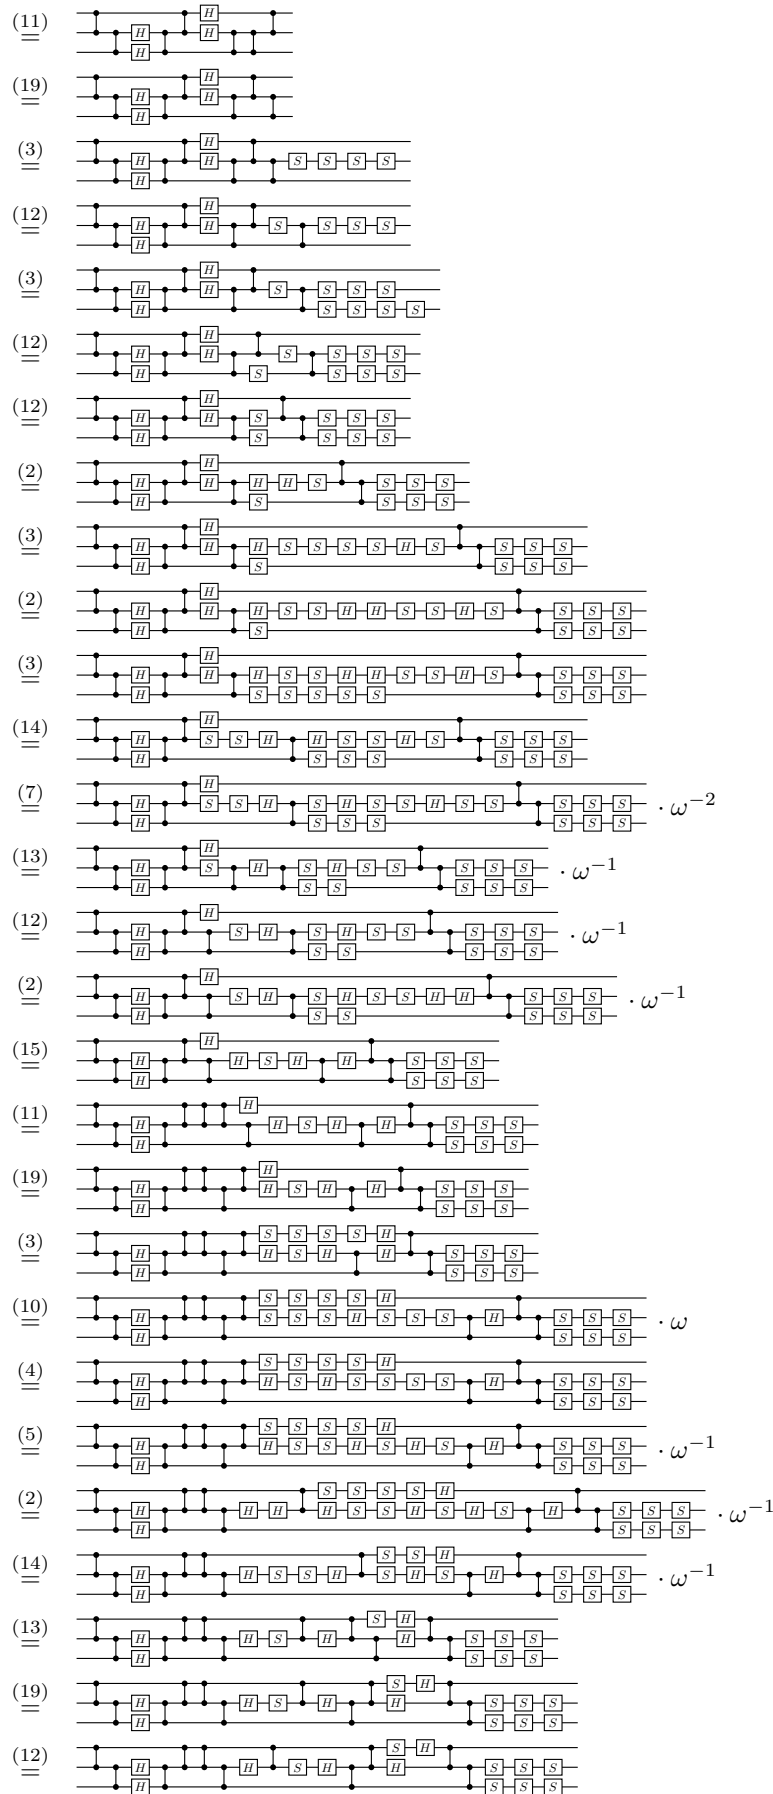 (11) H
= H H
H
(19) H
= H H
H
(3) H
= H H S S S S
H
(12) H
= H H S S S S
H
(3) H
= H H S S S S
H S S S S
(12) H
= H H S S S S
H S S S S
(12) H
= H H S S S S
H S S S S
(2) H
= H H H H S S S S
H S S S S
(3) H
= H H H S S S S H S S S S
H S S S S
(2) H
= H H H S S H H S S H S S S S
H S S S S
(3) H
= H H H S S H H S S H S S S S
H S S S S S S S S
(14) H
= H S S H H S S H S S S S
H S S S S S S
(7) H
= H S S H S H S S H S S S S S · ω⁻²
H S S S S S S
(13) H
= H S H S H S S S S S · ω⁻¹
H S S S S S
(12) H
= H S H S H S S S S S · ω⁻¹
H S S S S S
(2) H
= H S H S H S S H H S S S · ω⁻¹
H S S S S S
(15) H
= H H S H H S S S
H S S S
(11) H
= H H S H H S S S
H S S S
(19) H
= H H S H H S S S
H S S S
(3) S S S S H
= H H S H H S S S
H S S S
(10) S S S S H
= H S S S H S S S H S S S · ω
H S S S
(4) S S S S H
= H H S H S S S S H S S S
H S S S
(5) S S S S H
= H H S S H S H S H S S S · ω⁻¹
H S S S
(2) S S S S H
= H H H H S S H S H S H S S S · ω⁻¹
H S S S
(14) S S H
= H H S S H S H S H S S S · ω⁻¹
H S S S
(13) S H
= H H S H H S S S
H S S S
(19) S H
= H H S H H S S S
H S S S
(12) S H
= H H S H H S S S
H S S S